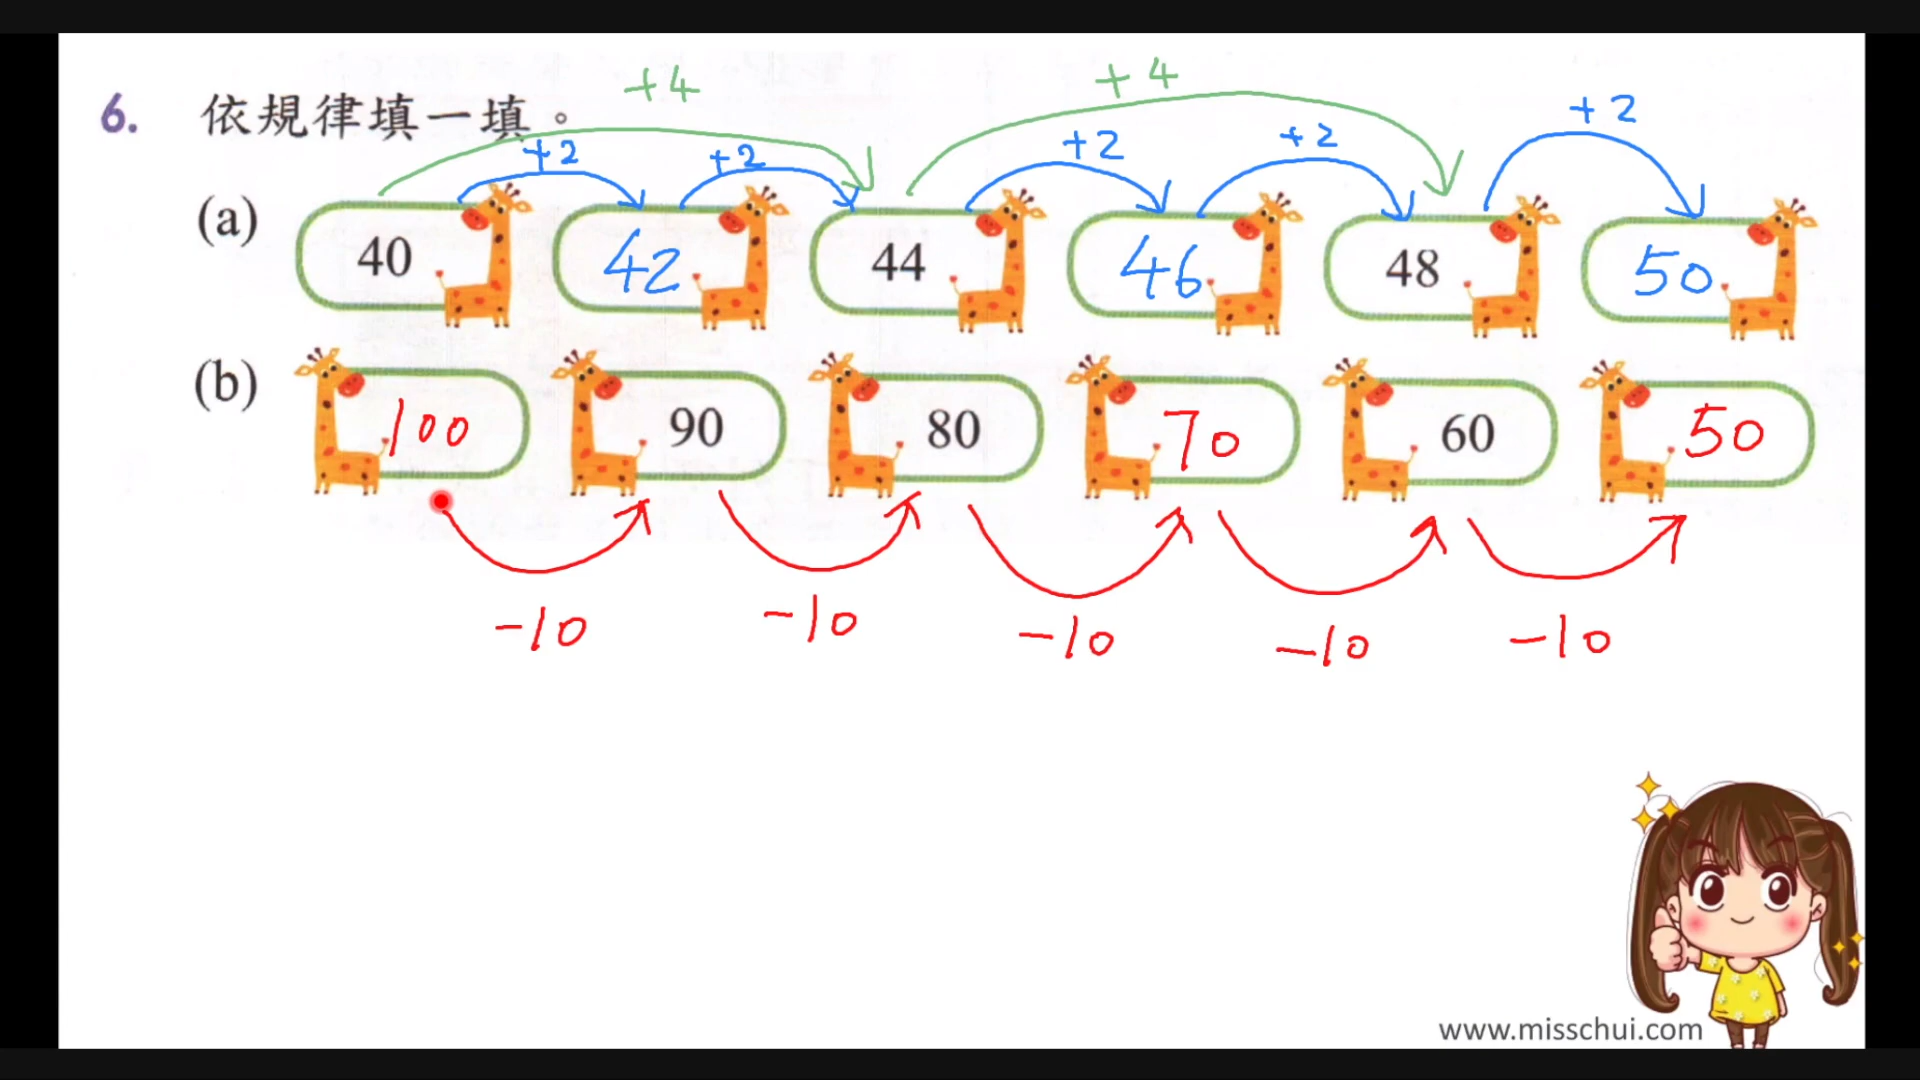 +4 +4
6. 依規律填一填。
+2 +2 +2 +2 +2
(a) 40 42 44 46 48 50
(b) 100 90 80 70 60 50
-10 -10 -10 -10 -10
www.misschui.com